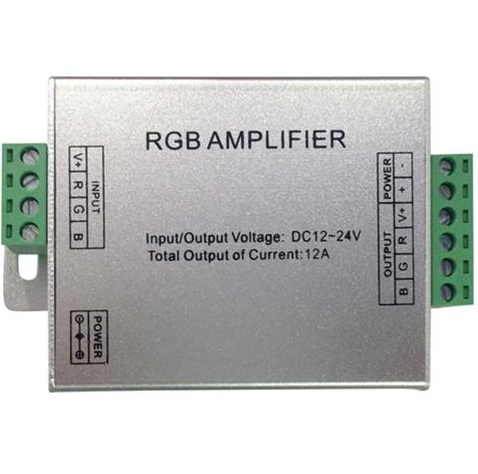 RGB AMPLIFIER
Input/Output Voltage: DC12~24V
Total Output of Current:12A
INPUT
V+ R G B
POWER
POWER
- +
OUTPUT
V+ R G B